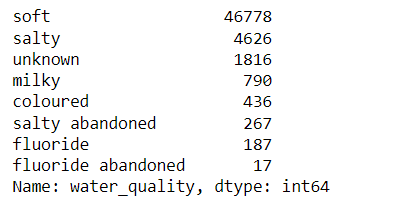 soft 46778
salty 4626
unknown 1816
milky 790
coloured 436
salty abandoned 267
fluoride 187
fluoride abandoned 17
Name: water_quality, dtype: int64